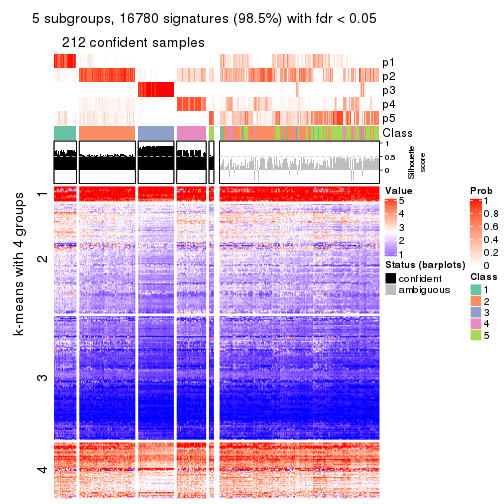 5 subgroups, 16780 signatures (98.5%) with fdr < 0.05
212 confident samples
p1
p2
p3
p4
p5
Class
1
0.5
0
Silhouette
score
k-means with 4 groups
1
2
3
4
Value
5
4
3
2
1
Status (barplots)
confident
ambiguous
Prob
1
0.8
0.6
0.4
0.2
0
Class
1
2
3
4
5